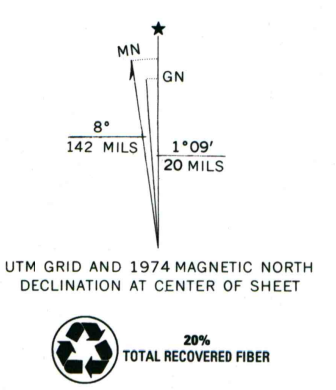 ★
MN
GN
8°
142 MILS
1°09′
20 MILS
UTM GRID AND 1974 MAGNETIC NORTH
DECLINATION AT CENTER OF SHEET
20%
TOTAL RECOVERED FIBER